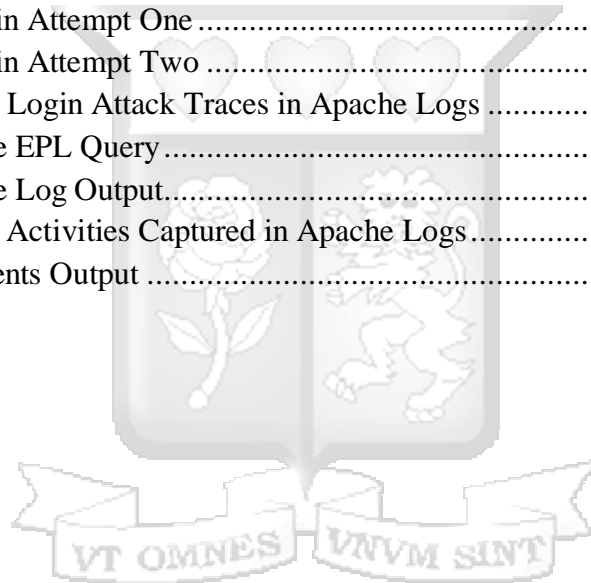 in Attempt One ................................................
in Attempt Two ...............................................
Login Attack Traces in Apache Logs ............
e EPL Query ....................................................
e Log Output....................................................
Activities Captured in Apache Logs..............
ents Output ......................................................
VT OMNES VNVM SINT